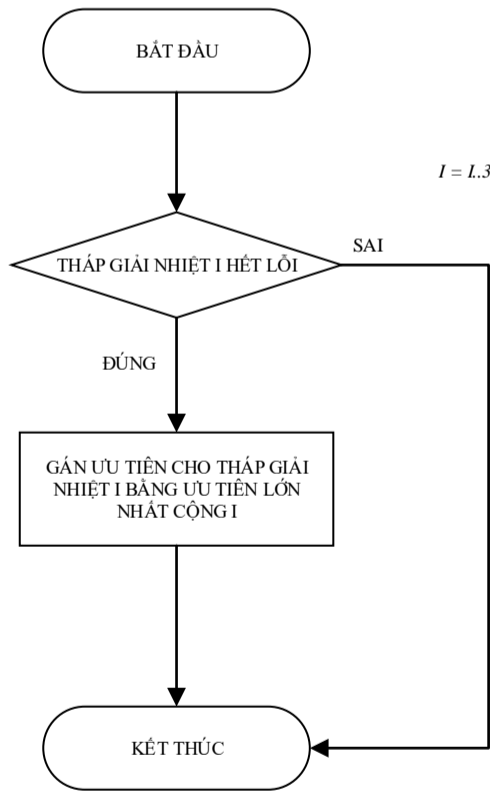 BẮT ĐẦU
I = I..3
THÁP GIẢI NHIỆT I HẾT LỖI
SAI
ĐÚNG
GÁN ƯU TIÊN CHO THÁP GIẢI
NHIỆT I BẰNG ƯU TIÊN LỚN
NHẤT CỘNG I
KẾT THÚC